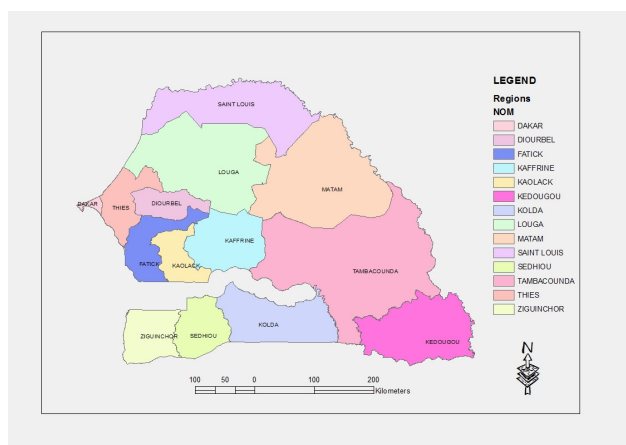 SAINT LOUIS
LOUGA
MATAM
DAKAR
THIES
DIOURBEL
KAFFRINE
FATICK
KAOLACK
TAMBACOUNDA
ZIGUINCHOR
SEDHIOU
KOLDA
KEDOUGOU
LEGEND
Regions
NOM
DAKAR
DIOURBEL
FATICK
KAFFRINE
KAOLACK
KEDOUGOU
KOLDA
LOUGA
MATAM
SAINT LOUIS
SEDHIOU
TAMBACOUNDA
THIES
ZIGUINCHOR
N
100 50 0 100 200
Kilometers